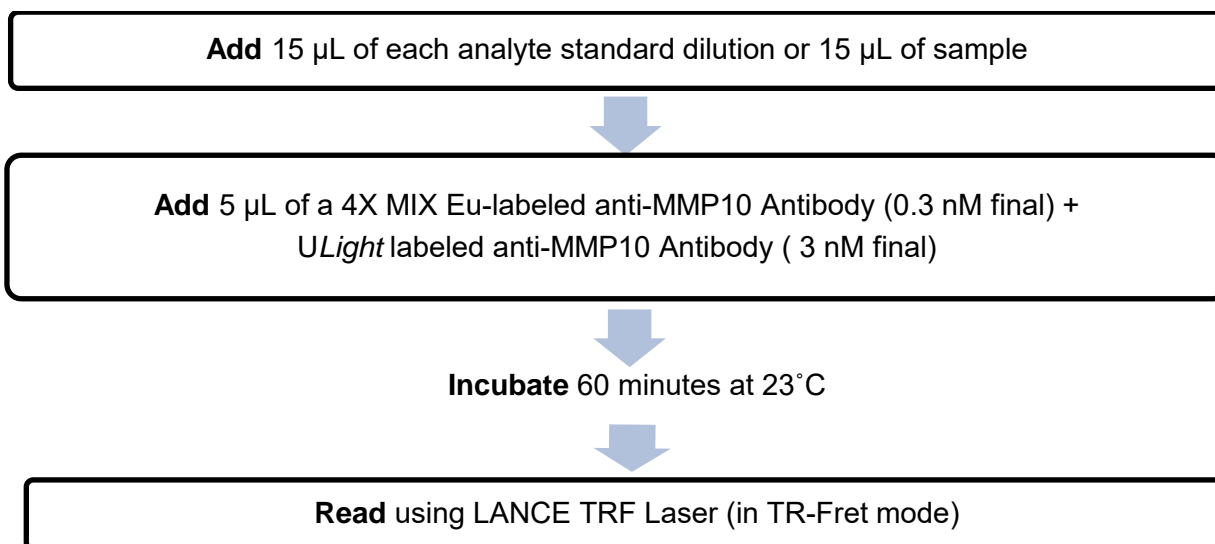 Add 15 µL of each analyte standard dilution or 15 µL of sample
Add 5 µL of a 4X MIX Eu-labeled anti-MMP10 Antibody (0.3 nM final) +
ULight labeled anti-MMP10 Antibody ( 3 nM final)
Incubate 60 minutes at 23˚C
Read using LANCE TRF Laser (in TR-Fret mode)